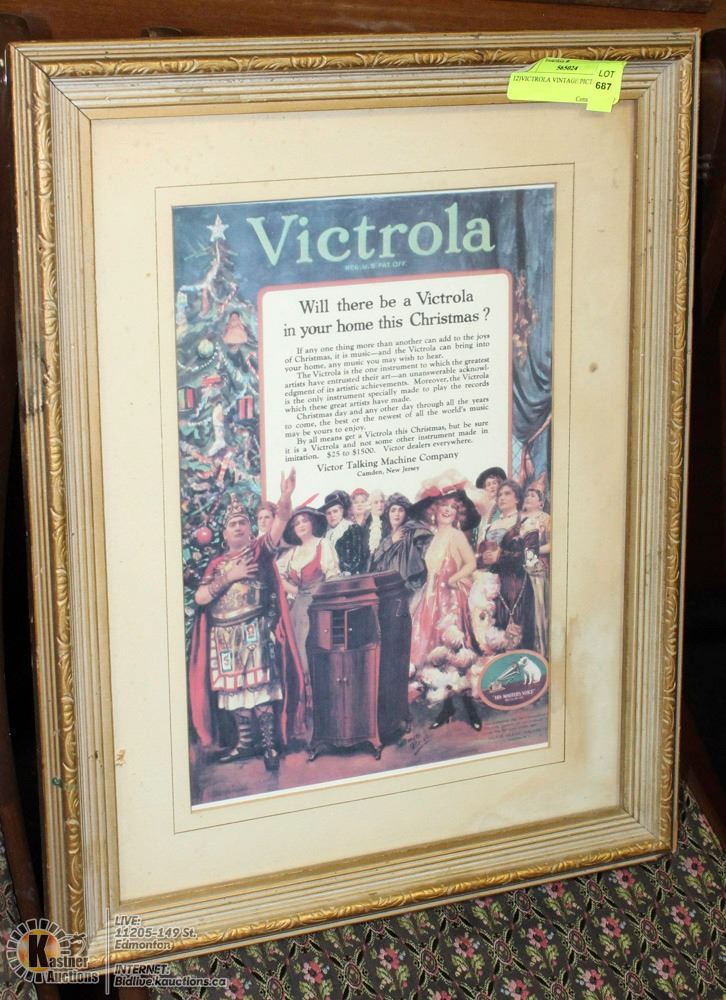 565024
LOT
687
(2)VICTROLA VINTAGE PICT
Victrola
REG. U.S. PAT. OFF.
Will there be a Victrola
in your home this Christmas?
If any one thing more than another can add to the joys
of Christmas, it is music—and the Victrola can bring into
your home, any music you may wish to hear.
The Victrola is the one instrument to which the greatest
artists have entrusted their art—an unanswerable acknowl-
edgment of its artistic achievements. Moreover, the Victrola
is the only instrument specially made to play the records
which these great artists have made.
Christmas day and any other day through all the years
to come, the best or the newest of all the world's music
may be yours to enjoy.
By all means get a Victrola this Christmas, but be sure
it is a Victrola and not some other instrument made in
imitation. $25 to $1500. Victor dealers everywhere.
Victor Talking Machine Company
Camden, New Jersey
"HIS MASTER'S VOICE"
Kastner
Auctions
LIVE:
11205-149 St.
Edmonton
INTERNET:
Bidlive.kauctions.ca